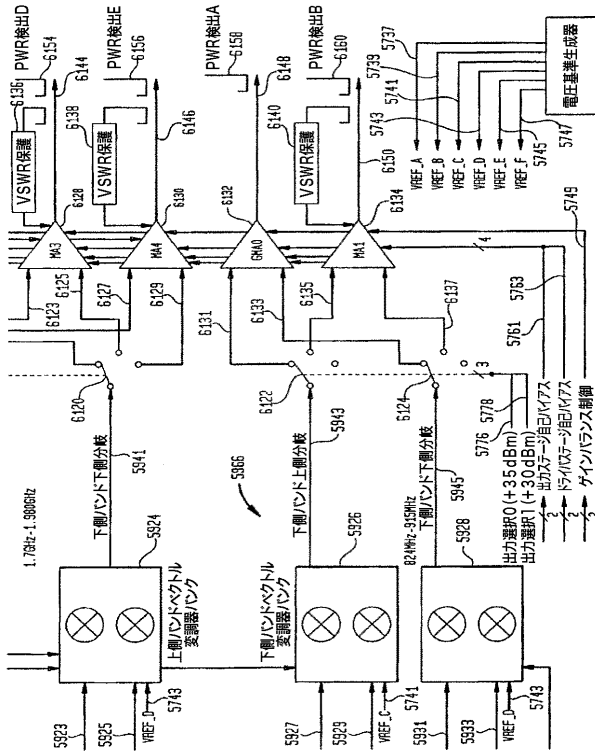 1.7GHz-1.980GHz
5923
5925
VREF_D
5743
5924
上側バンドベクトル
変調器バンク
5941
下側バンド下側分岐
6120
6123
6125
6127
6129
6136
VSWR保護
6128
MA3
PWR検出D
6154
6144
6138
VSWR保護
6130
MA4
PWR検出E
6156
6146
5927
5929
VREF_C
5741
5926
下側バンドベクトル
変調器バンク
5966
5943
下側バンド上側分岐
6122
6131
6133
6135
6137
6132
GMA0
PWR検出A
6158
6148
6140
VSWR保護
6134
MA1
PWR検出B
6160
6150
5931
5933
VREF_D
5743
5928
824MHz-915MHz
下側バンド下側分岐
5945
6124
3
5776
5778
出力選択0 (+35dBm)
出力選択1 (+30dBm)
2
出力ステージ自己バイアス
2
ドライバステージ自己バイアス
2
ゲインバランス制御
5761
5763
4
5749
VREF_A
VREF_B
VREF_C
VREF_D
VREF_E
VREF_F
5737
5739
5741
5743
5745
5747
電圧基準生成器